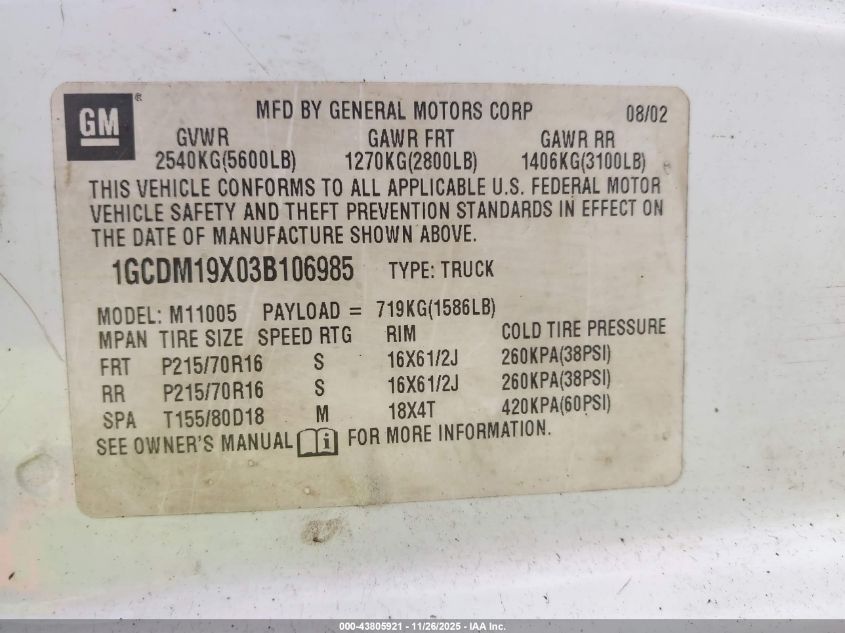 GM ® MFD BY GENERAL MOTORS CORP 08/02
GVWR GAWR FRT GAWR RR
2540KG(5600LB) 1270KG(2800LB) 1406KG(3100LB)
THIS VEHICLE CONFORMS TO ALL APPLICABLE U.S. FEDERAL MOTOR
VEHICLE SAFETY AND THEFT PREVENTION STANDARDS IN EFFECT ON
THE DATE OF MANUFACTURE SHOWN ABOVE.
1GCDM19X03B106985 TYPE: TRUCK
MODEL: M11005 PAYLOAD = 719KG(1586LB)
MPAN TIRE SIZE SPEED RTG RIM COLD TIRE PRESSURE
FRT P215/70R16 S 16X61/2J 260KPA(38PSI)
RR P215/70R16 S 16X61/2J 260KPA(38PSI)
SPA T155/80D18 M 18X4T 420KPA(60PSI)
SEE OWNER'S MANUAL i FOR MORE INFORMATION.
000-43805921 - 11/26/2025 - IAA Inc.